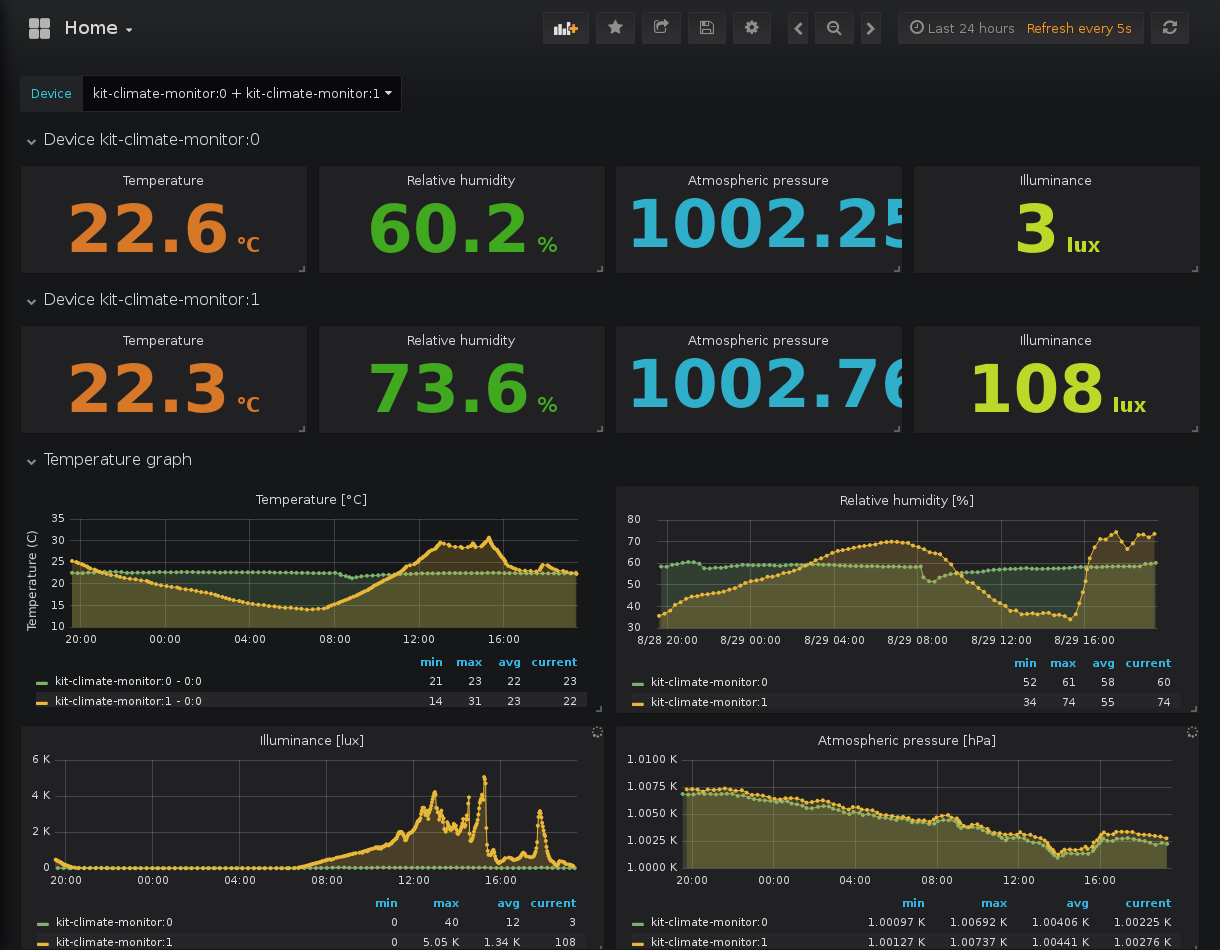 Home
Last 24 hours Refresh every 5s
Device kit-climate-monitor:0 + kit-climate-monitor:1
Device kit-climate-monitor:0
Temperature Relative humidity Atmospheric pressure Illuminance
22.6 °C 60.2 % 1002.25 3 lux
Device kit-climate-monitor:1
Temperature Relative humidity Atmospheric pressure Illuminance
22.3 °C 73.6 % 1002.76 108 lux
Temperature graph
Temperature [°C]
Temperature (C)
35
30
25
20
15
10
20:00 00:00 04:00 08:00 12:00 16:00
min max avg current
kit-climate-monitor:0 - 0:0 21 23 22 23
kit-climate-monitor:1 - 0:0 14 31 23 22
Relative humidity [%]
80
70
60
50
40
30
8/28 20:00 8/29 00:00 8/29 04:00 8/29 08:00 8/29 12:00 8/29 16:00
min max avg current
kit-climate-monitor:0 52 61 58 60
kit-climate-monitor:1 34 74 55 74
Illuminance [lux]
6 K
4 K
2 K
0
20:00 00:00 04:00 08:00 12:00 16:00
min max avg current
kit-climate-monitor:0 0 40 12 3
kit-climate-monitor:1 0 5.05 K 1.34 K 108
Atmospheric pressure [hPa]
1.0100 K
1.0075 K
1.0050 K
1.0025 K
1.0000 K
20:00 00:00 04:00 08:00 12:00 16:00
min max avg current
kit-climate-monitor:0 1.00097 K 1.00692 K 1.00406 K 1.00225 K
kit-climate-monitor:1 1.00127 K 1.00737 K 1.00441 K 1.00276 K